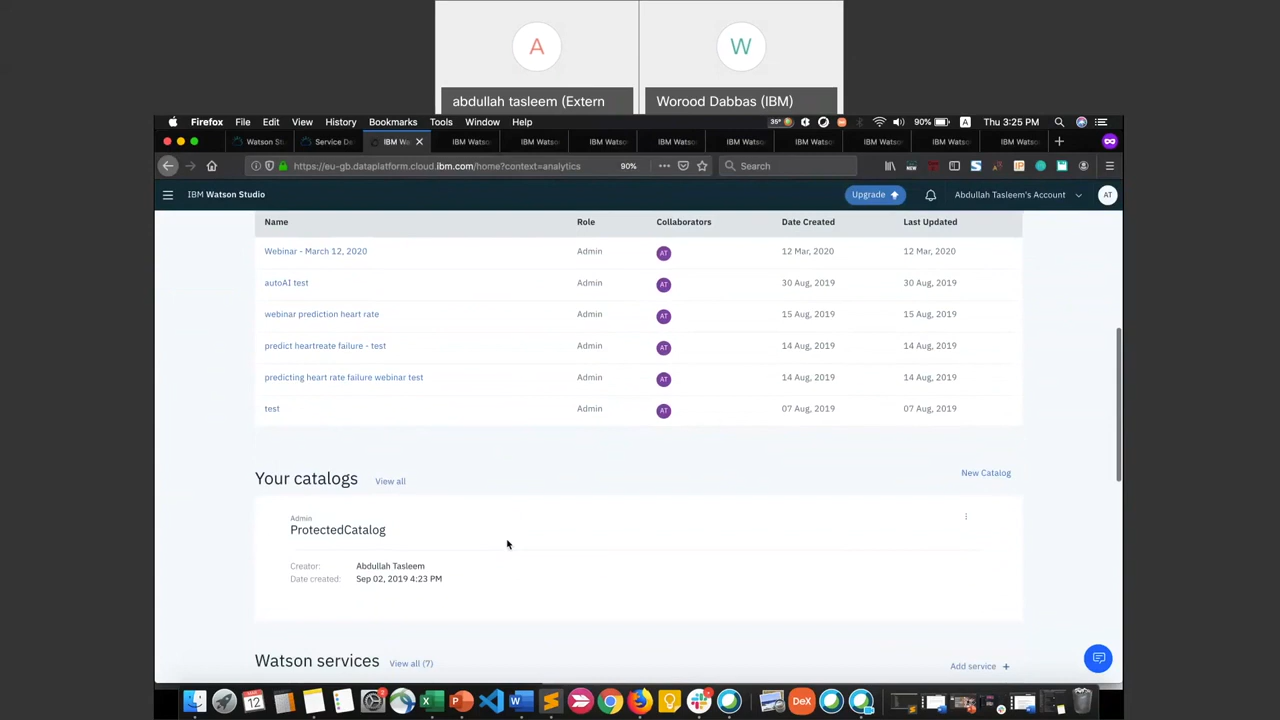 A
W
abdullah tasleem (Extern
Worood Dabbas (IBM)
Firefox File Edit View History Bookmarks Tools Window Help 35° 90% A Thu 3:25 PM
Watson St Service De IBM Wa IBM Watso IBM Watso IBM Watso IBM Watso IBM Watso IBM Watso IBM Watso IBM Watso IBM Watso
https://eu-gb.dataplatform.cloud.ibm.com/home?context=analytics 90% Search
IBM Watson Studio Upgrade Abdullah Tasleem's Account AT
Name Role Collaborators Date Created Last Updated
Webinar - March 12, 2020 Admin AT 12 Mar, 2020 12 Mar, 2020
autoAI test Admin AT 30 Aug, 2019 30 Aug, 2019
webinar prediction heart rate Admin AT 15 Aug, 2019 15 Aug, 2019
predict heartreate failure - test Admin AT 14 Aug, 2019 14 Aug, 2019
predicting heart rate failure webinar test Admin AT 14 Aug, 2019 14 Aug, 2019
test Admin AT 07 Aug, 2019 07 Aug, 2019
Your catalogs View all New Catalog
Admin
ProtectedCatalog
Creator: Abdullah Tasleem
Date created: Sep 02, 2019 4:23 PM
Watson services View all (7) Add service +
12 DeX